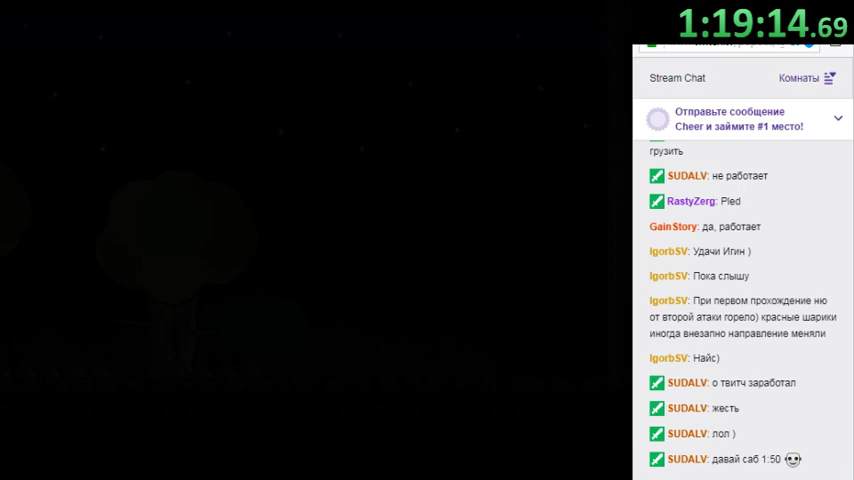 1:19:14.69
Stream Chat
Комнаты
Отправьте сообщение
Cheer и займите #1 место!
грузить
SUDALV: не работает
RastyZerg: Pled
GainStory: да, работает
IgorbSV: Удачи Игин )
IgorbSV: Пока слышу
IgorbSV: При первом прохождение ню
от второй атаки горело) красные шарики
иногда внезапно направление меняли
IgorbSV: Найс)
SUDALV: о твитч заработал
SUDALV: жесть
SUDALV: лол )
SUDALV: давай саб 1:50